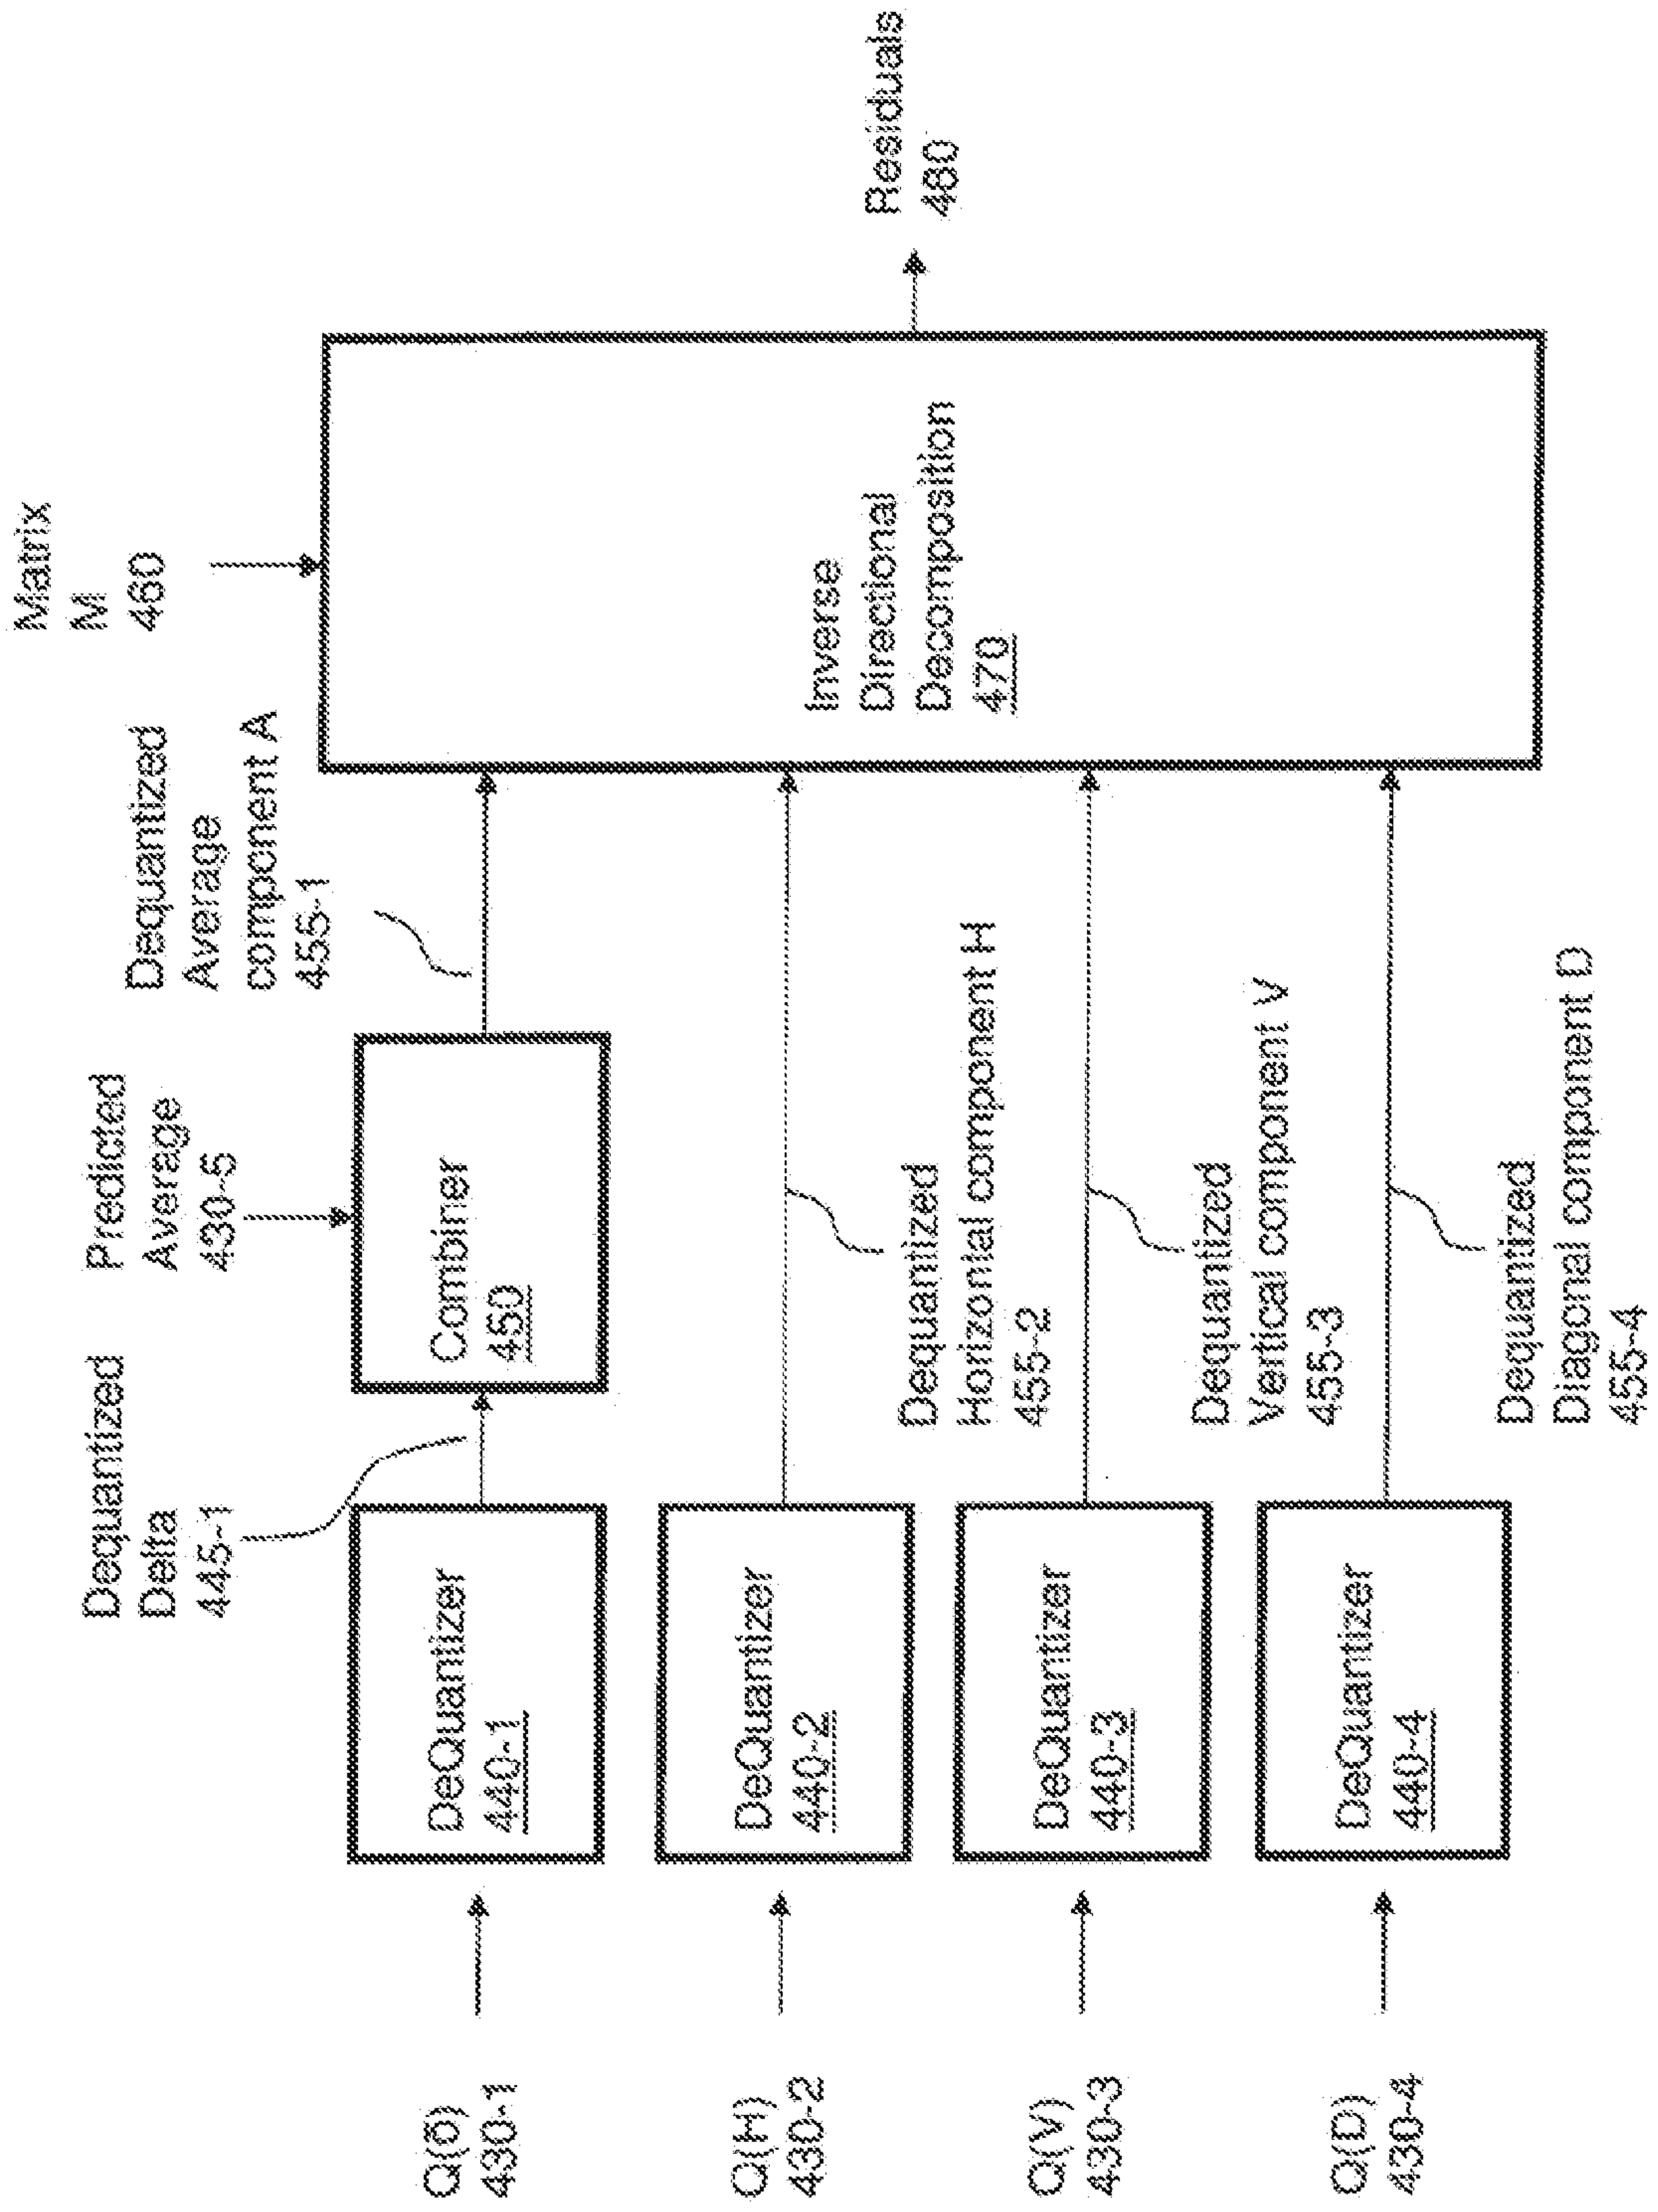 Q(δ)
430-1
Q(H)
430-2
Q(V)
430-3
Q(D)
430-4
DeQuantizer
440-1
DeQuantizer
440-2
DeQuantizer
440-3
DeQuantizer
440-4
Dequantized
Delta
445-1
Combiner
450
Predicted
Average
430-5
Dequantized
Average
component A
455-1
Dequantized
Horizontal component H
455-2
Dequantized
Vertical component V
455-3
Dequantized
Diagonal component D
455-4
Matrix
M
460
Inverse
Directional
Decomposition
470
Residuals
480